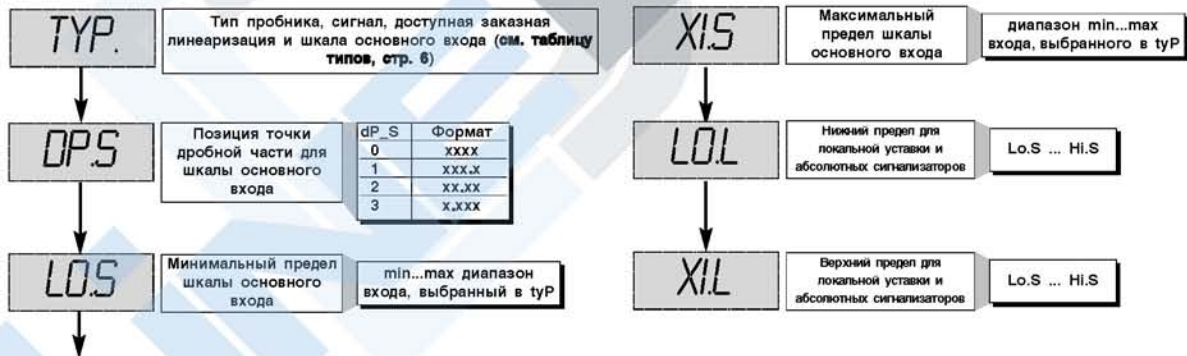 TYP.
Тип пробника, сигнал, доступная заказная
линеаризация и шкала основного входа (см. таблицу
типов, стр. 6)
DP.S
Позиция точки
дробной части для
шкалы основного
входа
dP_S Формат
0 xxxx
1 xxx.x
2 xx.xx
3 x.xxx
LO.S
Минимальный предел
шкалы основного
входа
min...max диапазон
входа, выбранный в tyP
XI.S
Максимальный
предел шкалы
основного входа
диапазон min...max
входа, выбранного в tyP
LO.L
Нижний предел для
локальной уставки и
абсолютных сигнализаторов
Lo.S ... Hi.S
XI.L
Верхний предел для
локальной уставки и
абсолютных сигнализаторов
Lo.S ... Hi.S